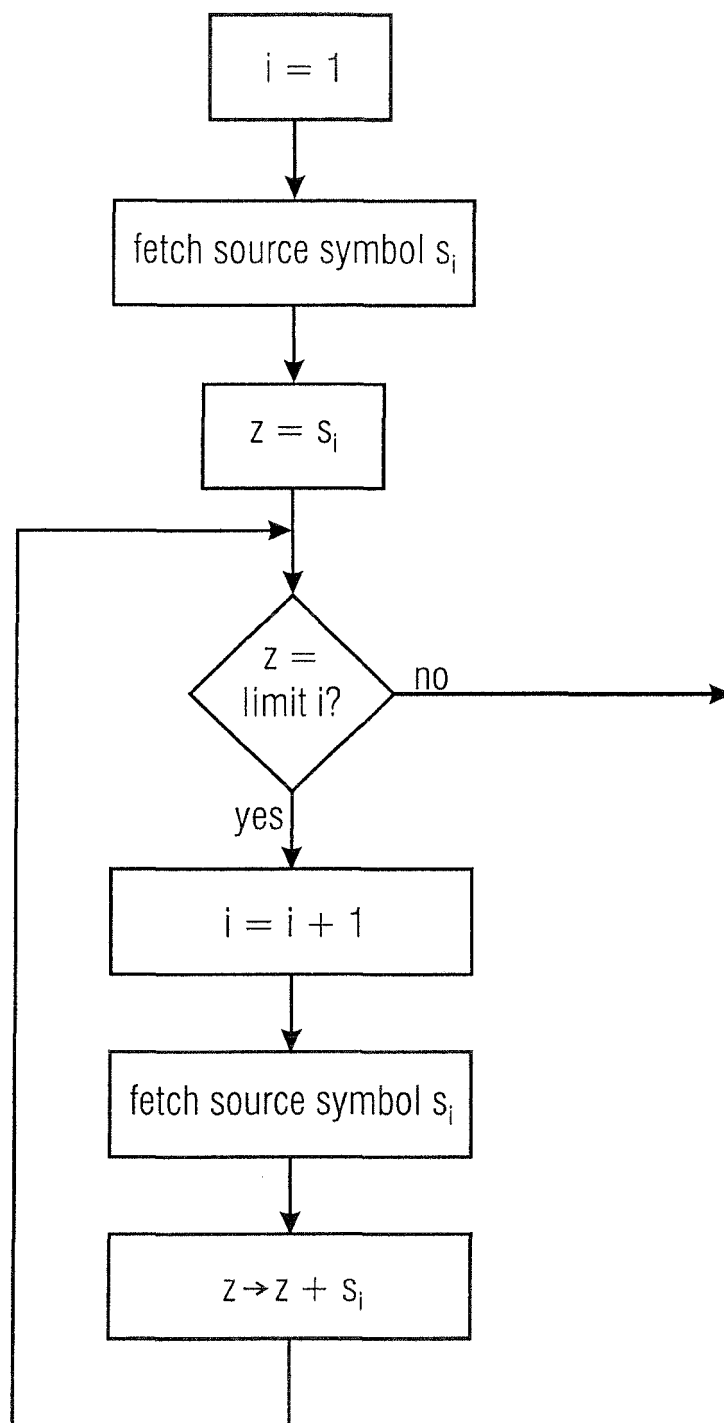 i = 1
fetch source symbol sᵢ
z = sᵢ
z =
limit i?
no
yes
i = i + 1
fetch source symbol sᵢ
z → z + sᵢ